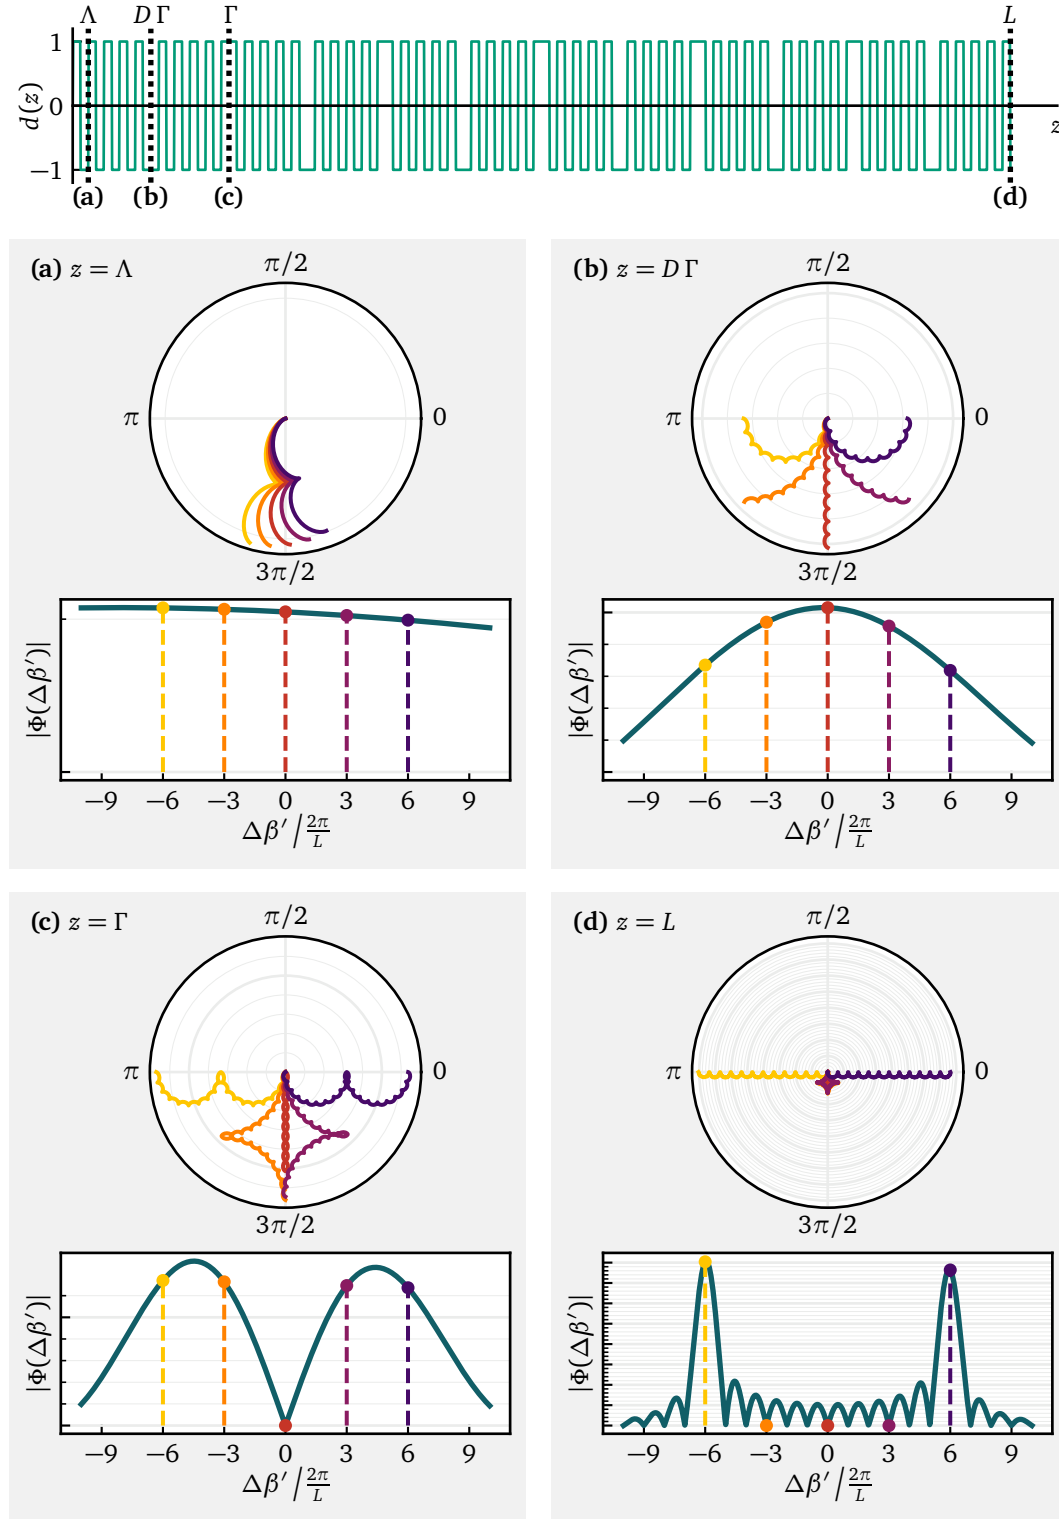 Λ D Γ Γ L
1
0
−1
d(z)
z
(a) (b) (c) (d)
(a) z = Λ
π/2
π
0
3π/2
|Φ(Δβ′)|
−9 −6 −3 0 3 6 9
Δβ′ / 2π/L
(b) z = D Γ
π/2
π
0
3π/2
|Φ(Δβ′)|
−9 −6 −3 0 3 6 9
Δβ′ / 2π/L
(c) z = Γ
π/2
π
0
3π/2
|Φ(Δβ′)|
−9 −6 −3 0 3 6 9
Δβ′ / 2π/L
(d) z = L
π/2
π
0
3π/2
|Φ(Δβ′)|
−9 −6 −3 0 3 6 9
Δβ′ / 2π/L